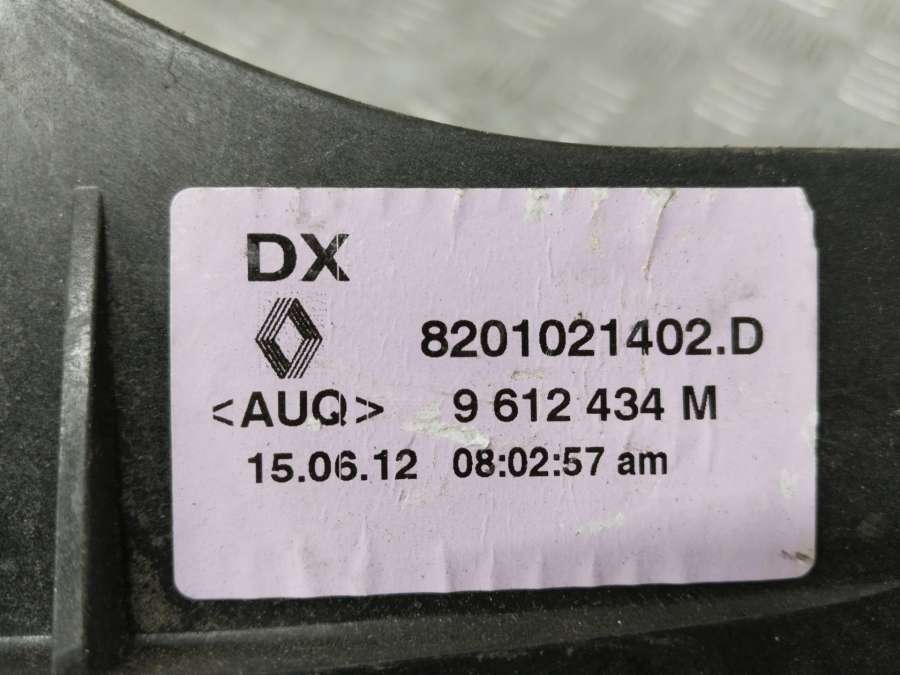 DX
8201021402.D
<AUQ> 9 612 434 M
15.06.12 08:02:57 am